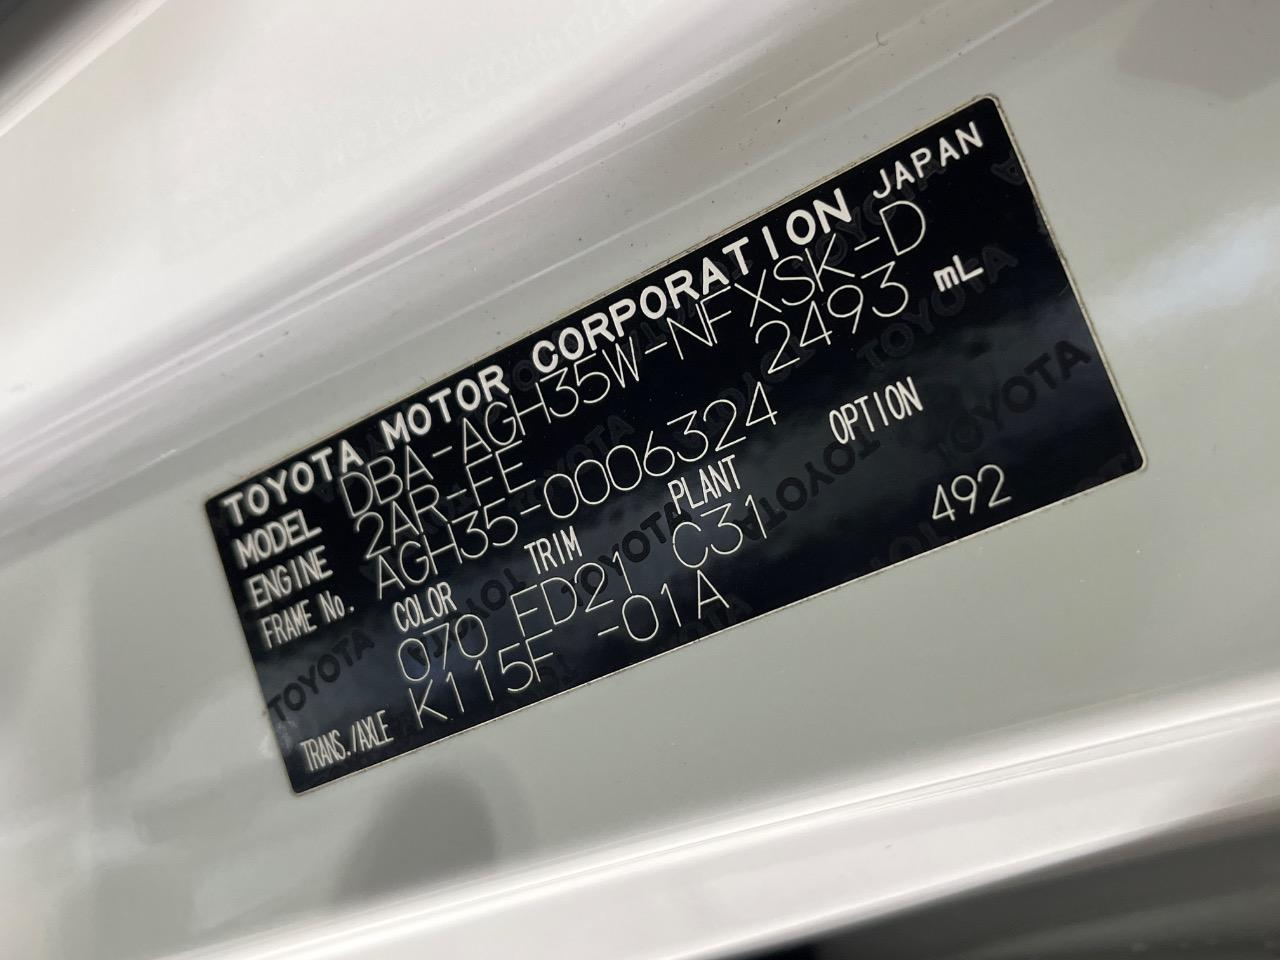 TOYOTA MOTOR CORPORATION JAPAN
MODEL DBA-AGH35W-NFXSK-D
ENGINE 2AR-FE 2493 mL
FRAME No. AGH35-0006324
COLOR TRIM PLANT OPTION
070 FD21 C31 492
TRANS./AXLE K115F -01A